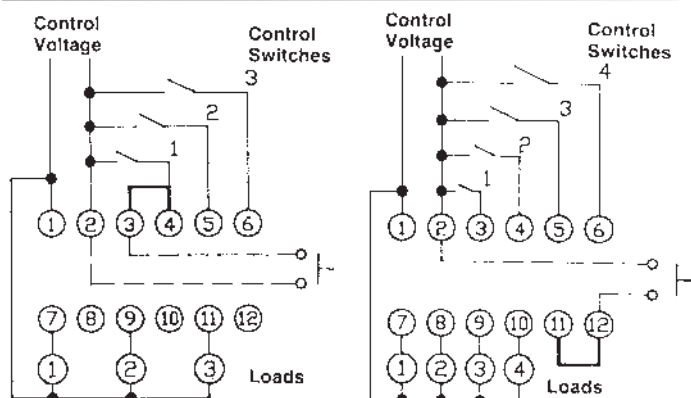 Control
Voltage
Control
Switches
3
2
1
1 2 3 4 5 6
7 8 9 10 11 12
1 2 3
Loads
Control
Voltage
Control
Switches
4
3
2
1
1 2 3 4 5 6
7 8 9 10 11 12
1 2 3 4
Loads